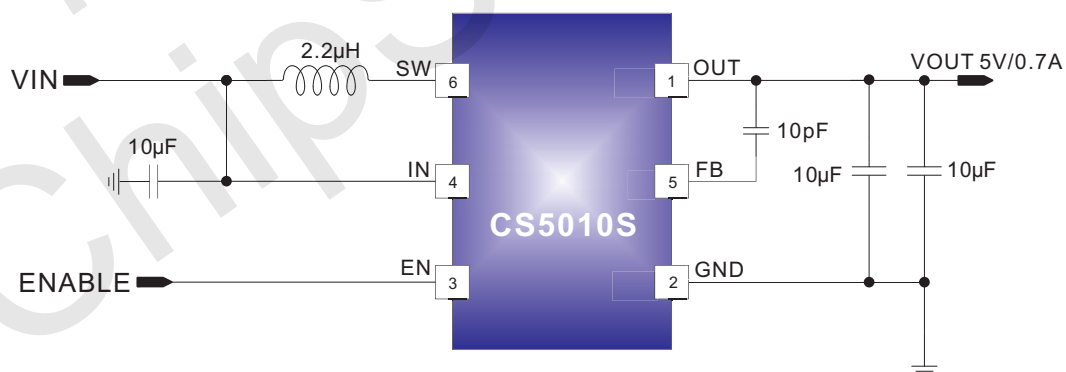 2.2µH
SW
6
1
OUT
VOUT 5V/0.7A
VIN
10µF
10pF
IN
4
5
FB
10µF
10µF
CS5010S
EN
3
2
GND
ENABLE
Chip